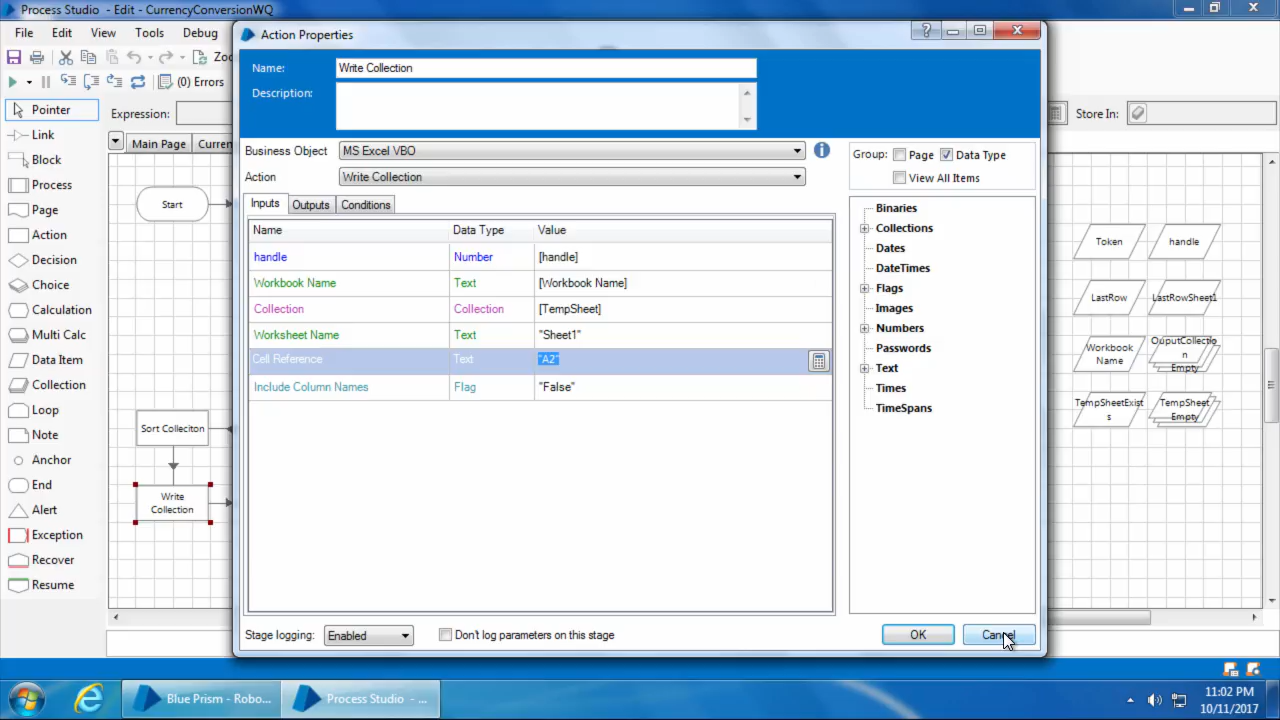 Process Studio - Edit - CurrencyConversionWQ
File Edit View Tools Debug
Zoo
(0) Errors
Pointer
Link
Block
Process
Page
Action
Decision
Choice
Calculation
Multi Calc
Data Item
Collection
Loop
Note
Anchor
End
Alert
Exception
Recover
Resume
Expression:
Store In:
Main Page
Curren
Start
Sort Colleciton
Write
Collection
Action Properties
Name:
Write Collection
Description:
Business Object
MS Excel VBO
Action
Write Collection
Inputs Outputs Conditions
Name Data Type Value
handle Number [handle]
Workbook Name Text [Workbook Name]
Collection Collection [TempSheet]
Worksheet Name Text "Sheet1"
Cell Reference Text "A2"
Include Column Names Flag "False"
Stage logging: Enabled
Don't log parameters on this stage
Group: Page Data Type
View All Items
Binaries
Collections
Dates
DateTimes
Flags
Images
Numbers
Passwords
Text
Times
TimeSpans
OK
Cancel
Token
handle
LastRow
LastRowSheet1
Workbook
Name
OuputCollectio
n
Empty
TempSheetExist
s
TempSheet
Empty
Blue Prism - Robo...
Process Studio - ...
11:02 PM
10/11/2017